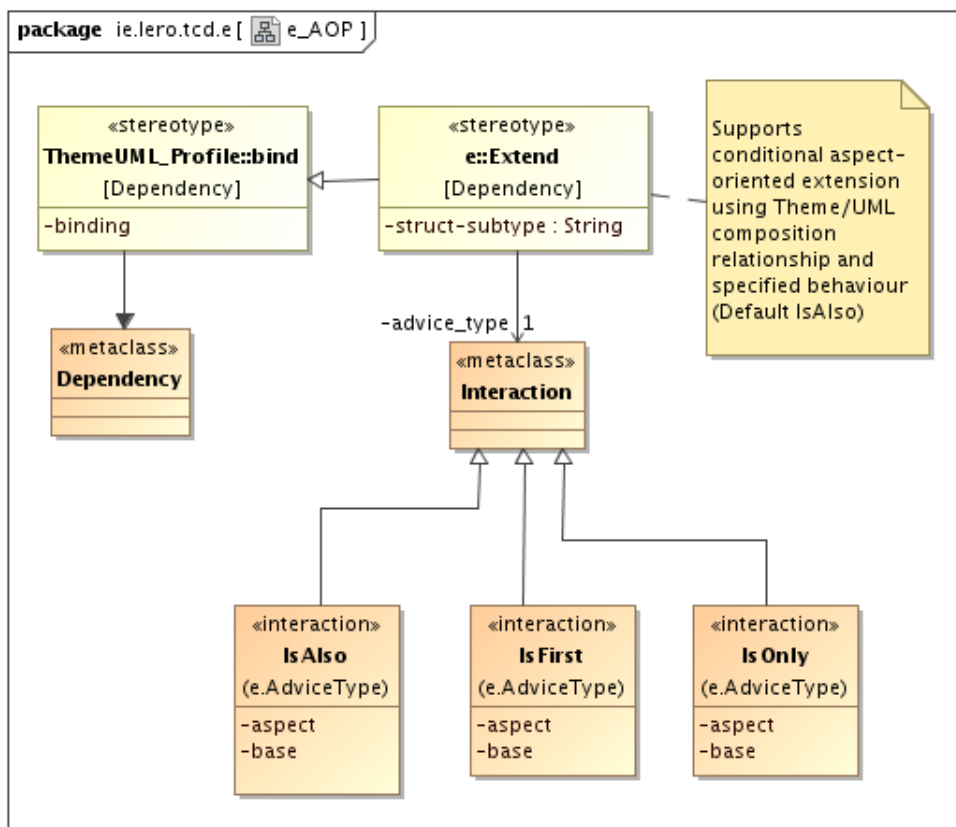 package ie.lero.tcd.e [ e_AOP ]
«stereotype»
ThemeUML_Profile::bind
[Dependency]
-binding
«stereotype»
e::Extend
[Dependency]
-struct-subtype : String
Supports
conditional aspect-
oriented extension
using Theme/UML
composition
relationship and
specified behaviour
(Default IsAlso)
-advice_type 1
«metaclass»
Dependency
«metaclass»
Interaction
«interaction»
IsAlso
(e.AdviceType)
-aspect
-base
«interaction»
IsFirst
(e.AdviceType)
-aspect
-base
«interaction»
IsOnly
(e.AdviceType)
-aspect
-base